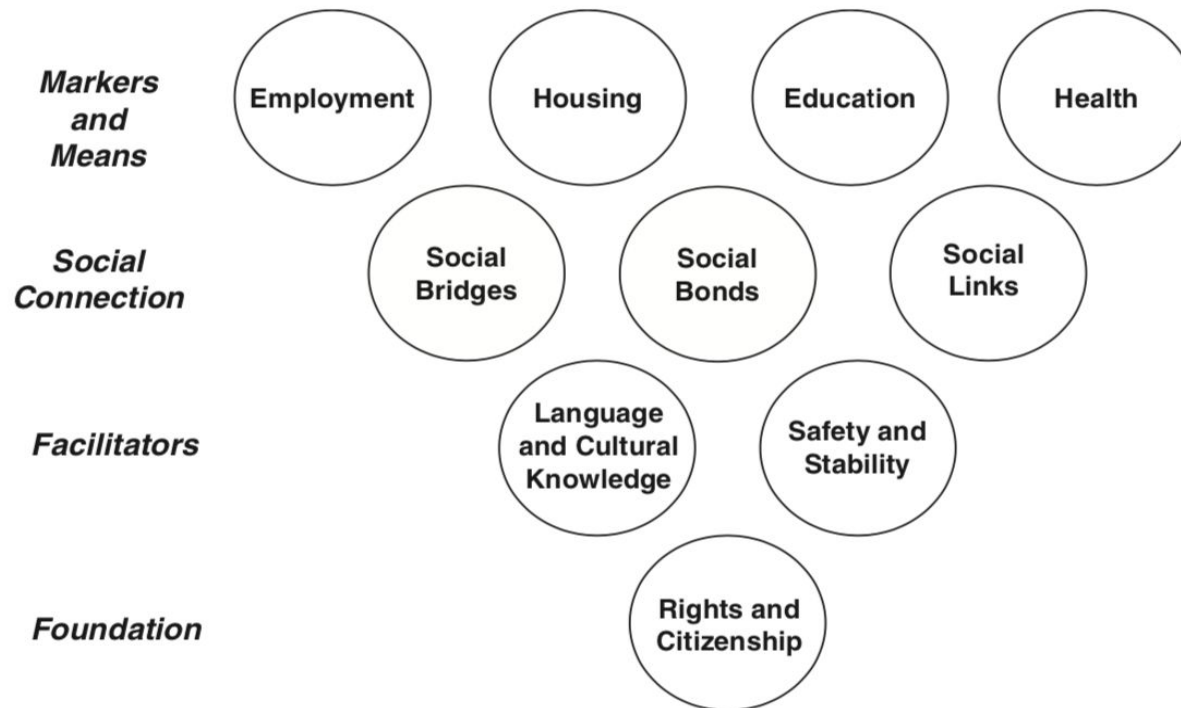 Markers
and
Means
Employment
Housing
Education
Health
Social
Connection
Social
Bridges
Social
Bonds
Social
Links
Facilitators
Language
and Cultural
Knowledge
Safety and
Stability
Foundation
Rights and
Citizenship